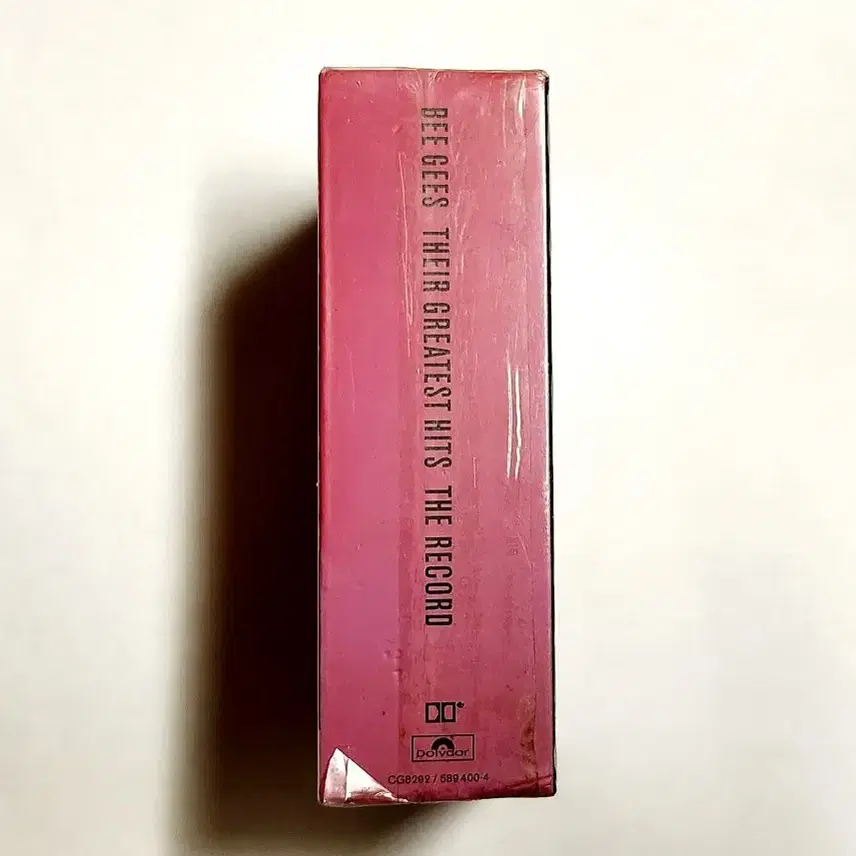 BEE GEES THEIR GREATEST HITS THE RECORD
Polydor
CG8292 / 589 400-4